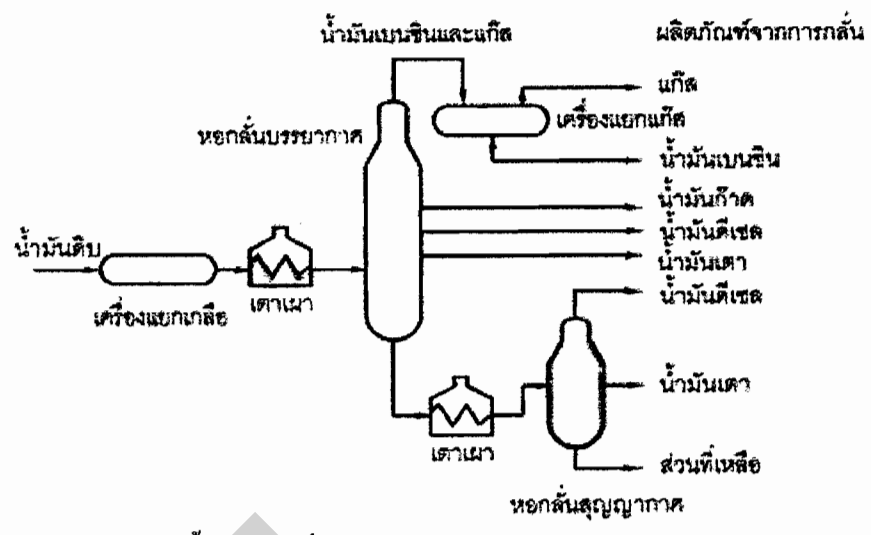 น้ำมันเบนซินและแก๊ส
ผลิตภัณฑ์จากการกลั่น
แก๊ส
เครื่องแยกแก๊ส
หอกลั่นบรรยากาศ
น้ำมันเบนซิน
น้ำมันก๊าด
น้ำมันดีเซล
น้ำมันดิบ
น้ำมันเตา
น้ำมันดีเซล
เตาเผา
เครื่องแยกเกลือ
น้ำมันเตา
เตาเผา
ส่วนที่เหลือ
หอกลั่นสุญญากาศ